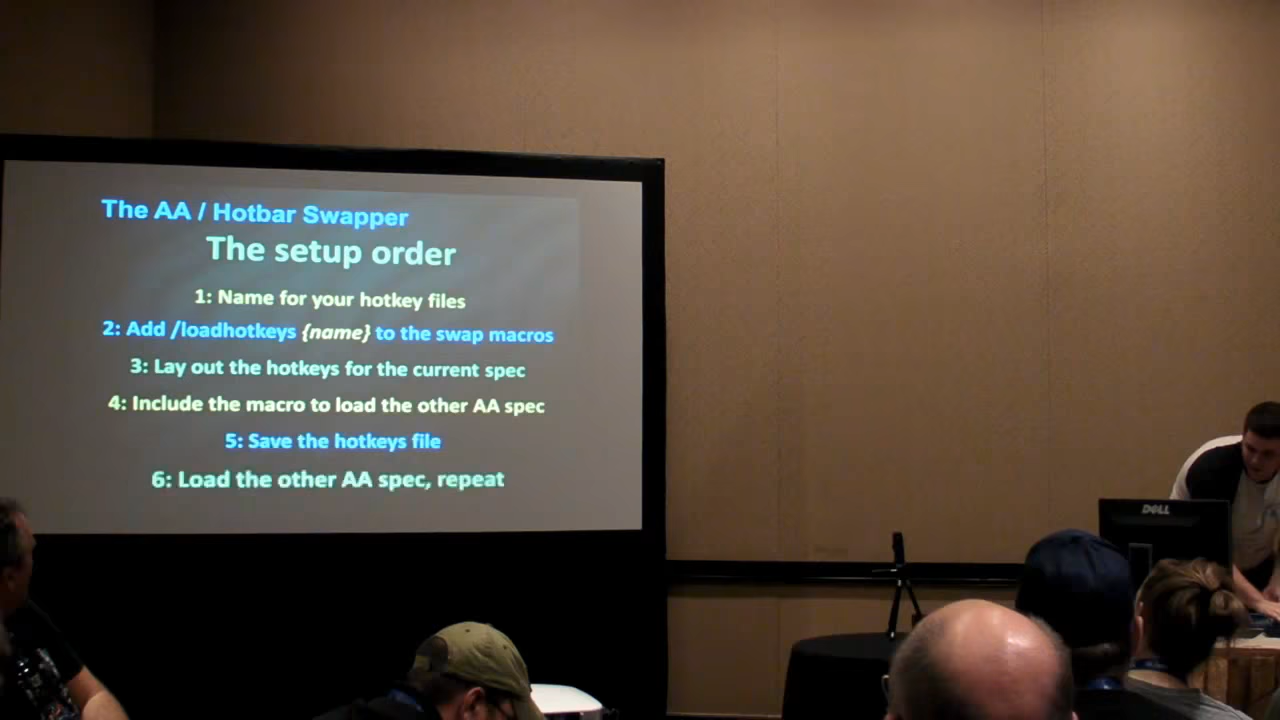 The AA / Hotbar Swapper
The setup order
1: Name for your hotkey files
2: Add /loadhotkeys {name} to the swap macros
3: Lay out the hotkeys for the current spec
4: Include the macro to load the other AA spec
5: Save the hotkeys file
6: Load the other AA spec, repeat
DELL